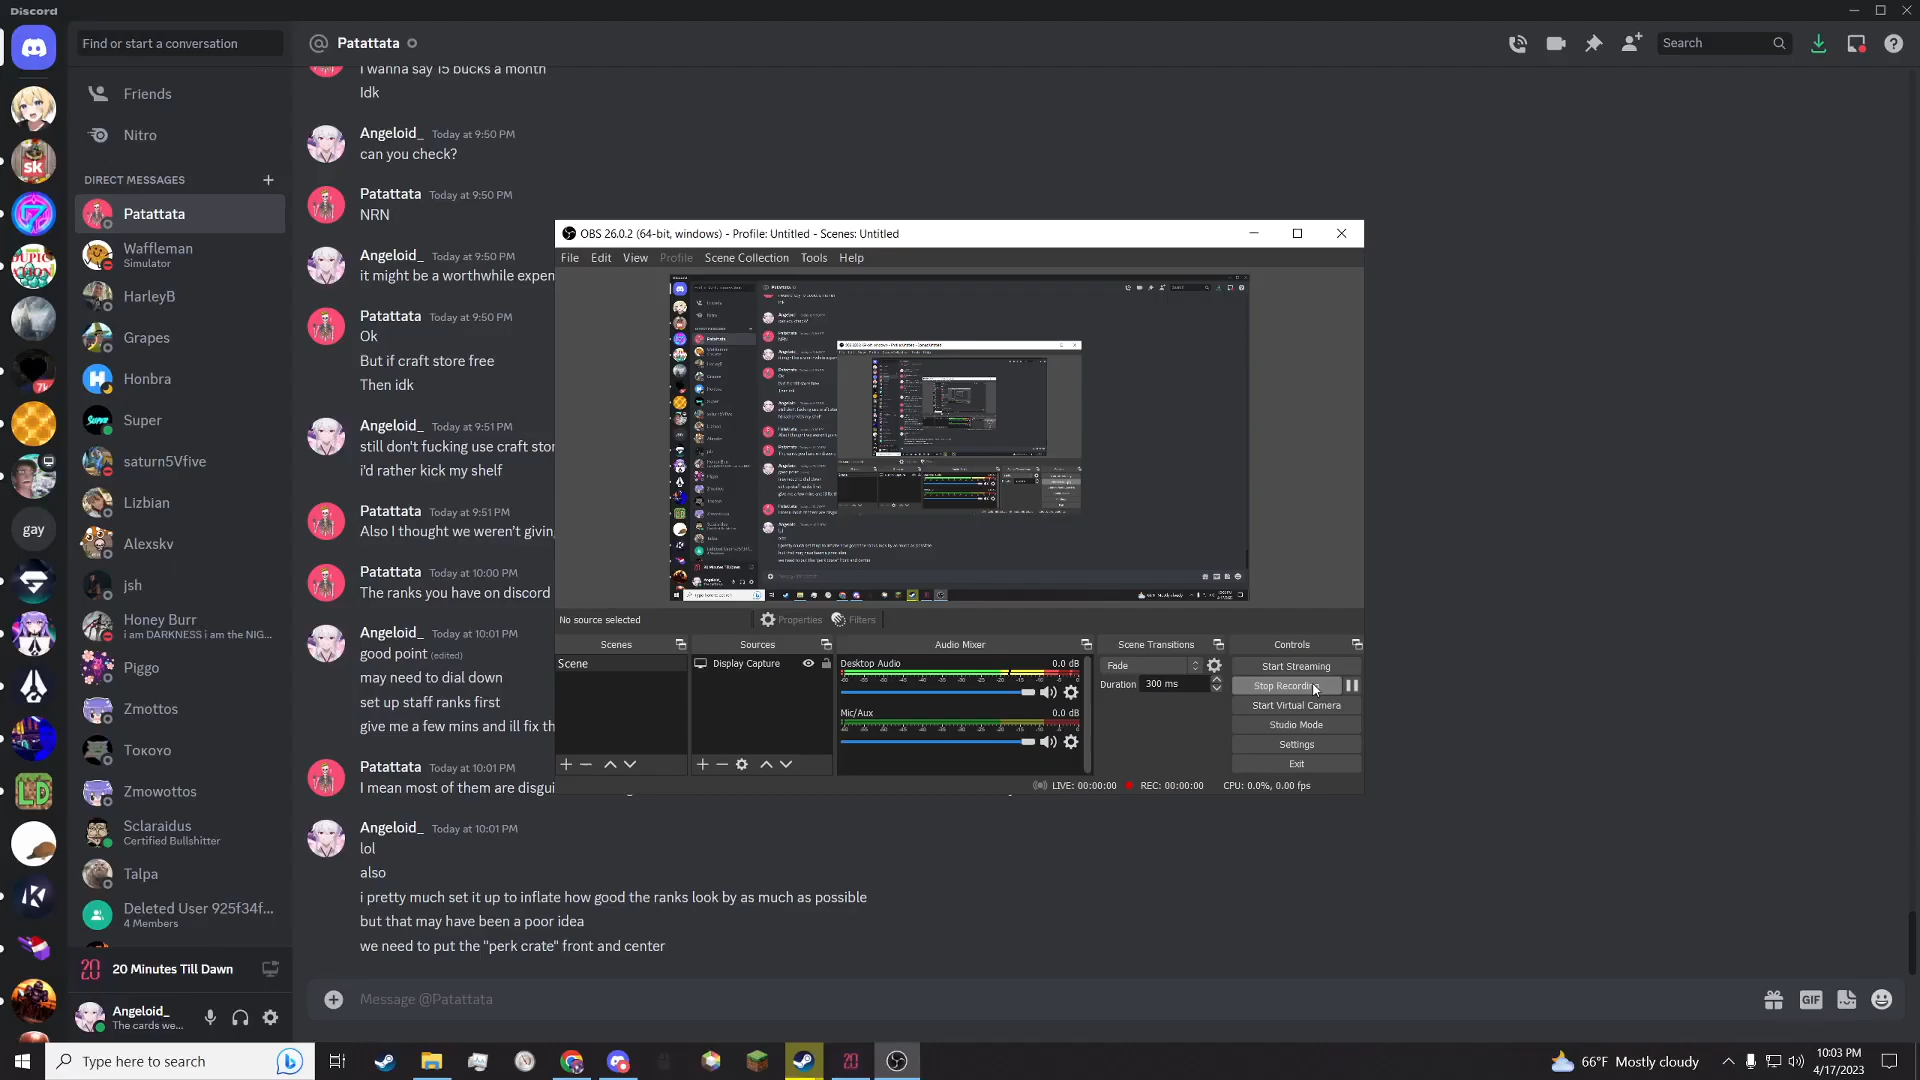 Discord
Find or start a conversation
Friends
Nitro
DIRECT MESSAGES
Patattata
Waffleman
Simulator
HarleyB
Grapes
Honbra
Super
saturn5Vfive
Lizbian
gay
Alexskv
jsh
Honey Burr
i am DARKNESS i am the NIG...
Piggo
Zmottos
Tokoyo
Zmowottos
Sclaraidus
Certified Bullshitter
Talpa
Deleted User 925f34f...
4 Members
20 Minutes Till Dawn
Angeloid_
The cards we...
Patattata
Search
I wanna say 15 bucks a month
Idk
Angeloid_ Today at 9:50 PM
can you check?
Patattata Today at 9:50 PM
NRN
Angeloid_ Today at 9:50 PM
it might be a worthwhile expen
Patattata Today at 9:50 PM
Ok
But if craft store free
Then idk
Angeloid_ Today at 9:51 PM
still don't fucking use craft stor
i'd rather kick my shelf
Patattata Today at 9:51 PM
Also I thought we weren't giving
Patattata Today at 10:00 PM
The ranks you have on discord
Angeloid_ Today at 10:01 PM
good point (edited)
may need to dial down
set up staff ranks first
give me a few mins and ill fix th
Patattata Today at 10:01 PM
I mean most of them are disgui
Angeloid_ Today at 10:01 PM
lol
also
i pretty much set it up to inflate how good the ranks look by as much as possible
but that may have been a poor idea
we need to put the "perk crate" front and center
Message @Patattata
GIF
OBS 26.0.2 (64-bit, windows) - Profile: Untitled - Scenes: Untitled
File Edit View Profile Scene Collection Tools Help
No source selected
Properties
Filters
Scenes
Scene
Sources
Display Capture
Audio Mixer
Desktop Audio 0.0 dB
Mic/Aux 0.0 dB
Scene Transitions
Fade
Duration 300 ms
Controls
Start Streaming
Stop Recording
Start Virtual Camera
Studio Mode
Settings
Exit
LIVE: 00:00:00 REC: 00:00:00 CPU: 0.0%, 0.00 fps
Type here to search
66°F Mostly cloudy
10:03 PM
4/17/2023